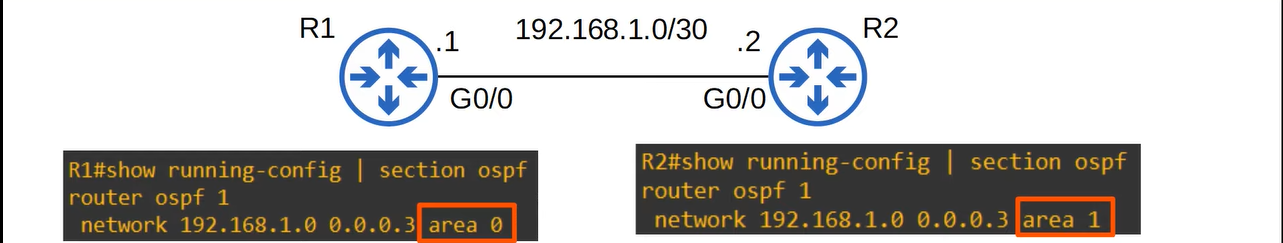 R1
192.168.1.0/30
R2
.1
.2
G0/0
G0/0
R1#show running-config | section ospf
router ospf 1
network 192.168.1.0 0.0.0.3 area 0
R2#show running-config | section ospf
router ospf 1
network 192.168.1.0 0.0.0.3 area 1